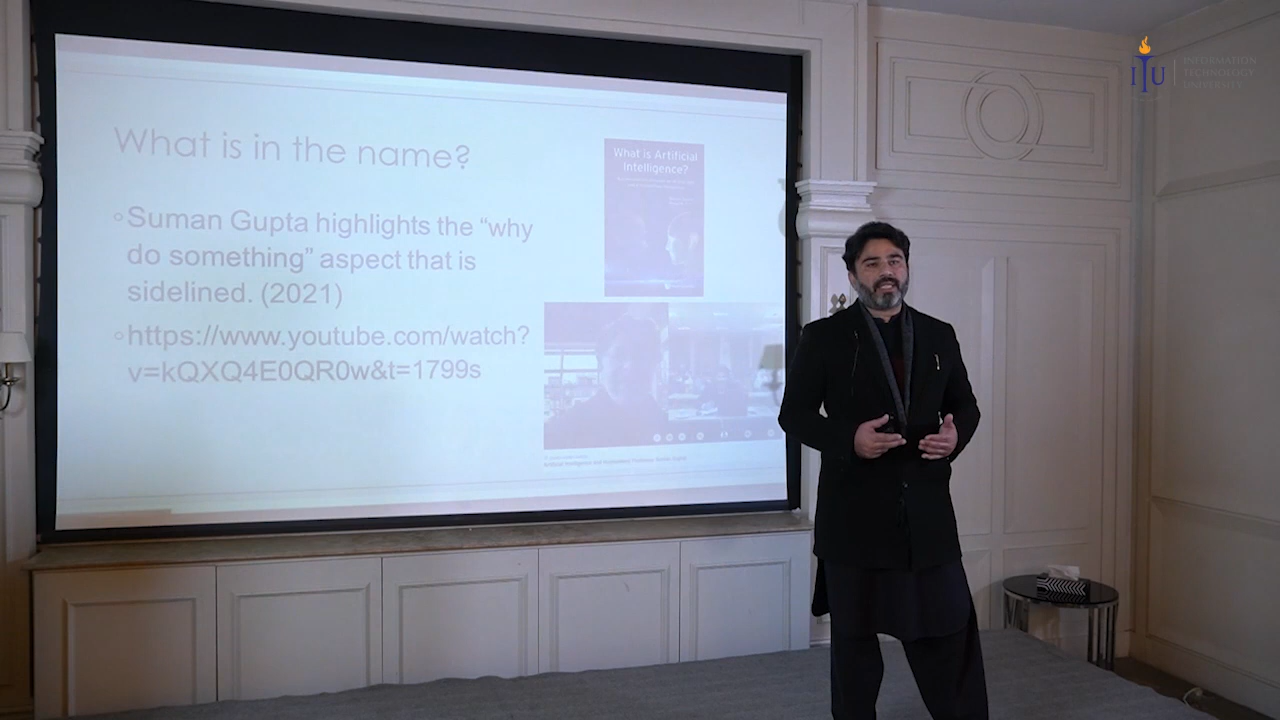 What is in the name?
Suman Gupta highlights the “why
do something” aspect that is
sidelined. (2021)
https://www.youtube.com/watch?
v=kQXQ4E0QR0w&t=1799s
What is Artificial
Intelligence?
ITU
INFORMATION
TECHNOLOGY
UNIVERSITY